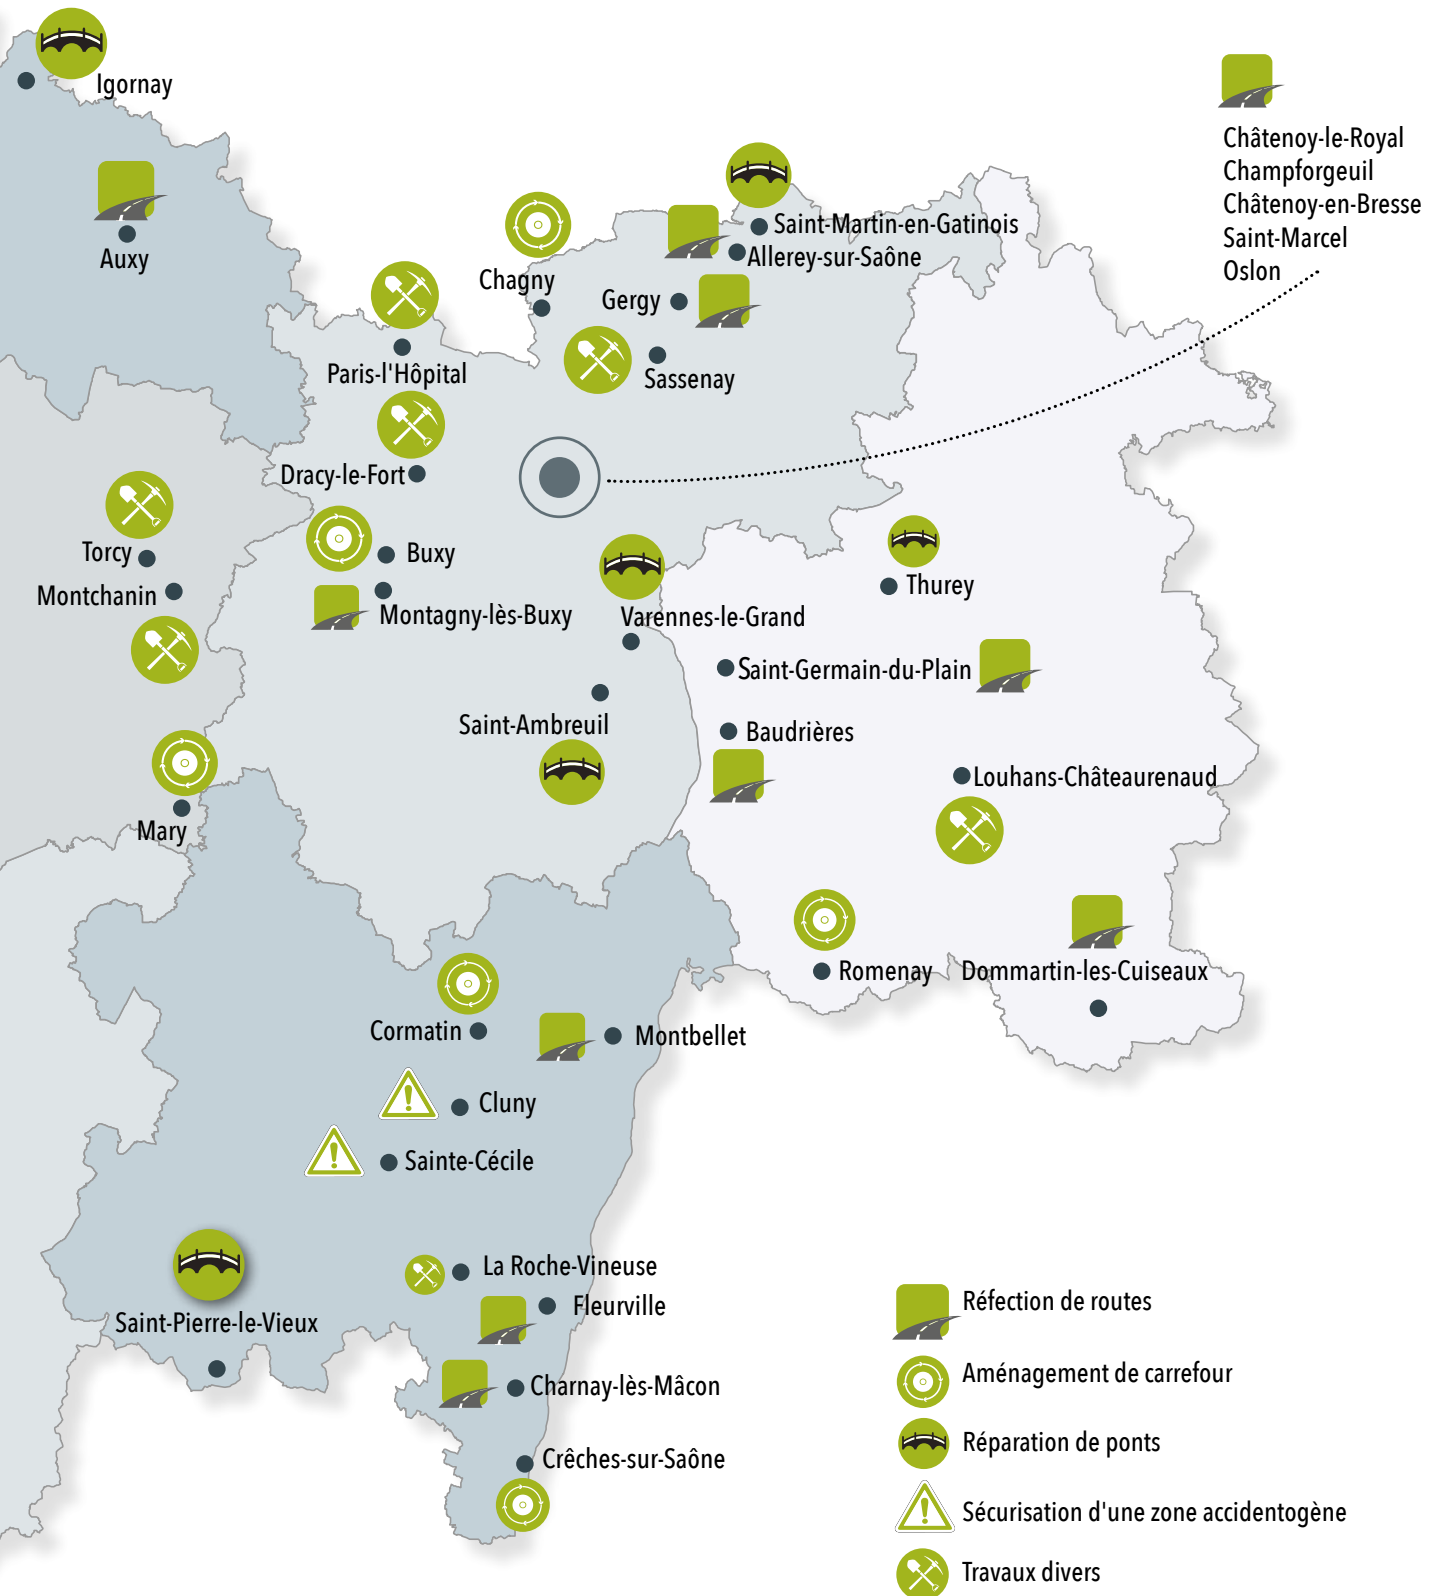 Igornay
Châtenoy-le-Royal
Champforgeuil
Châtenoy-en-Bresse
Saint-Marcel
Oslon
Auxy
Saint-Martin-en-Gatinois
Allerey-sur-Saône
Chagny
Gergy
Paris-l'Hôpital
Sassenay
Dracy-le-Fort
Torcy
Buxy
Montchanin
Montagny-lès-Buxy
Varennes-le-Grand
Thurey
Saint-Germain-du-Plain
Saint-Ambreuil
Baudrières
Louhans-Châteaurenaud
Mary
Romenay
Dommartin-les-Cuiseaux
Cormatin
Montbellet
Cluny
Sainte-Cécile
La Roche-Vineuse
Fleurville
Saint-Pierre-le-Vieux
Charnay-lès-Mâcon
Crêches-sur-Saône
Réfection de routes
Aménagement de carrefour
Réparation de ponts
Sécurisation d'une zone accidentogène
Travaux divers